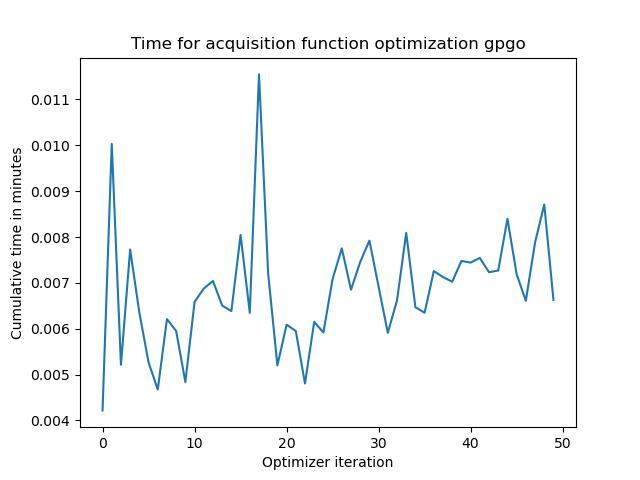 Time for acquisition function optimization gpgo
Cumulative time in minutes
0.011
0.010
0.009
0.008
0.007
0.006
0.005
0.004
0 10 20 30 40 50
Optimizer iteration